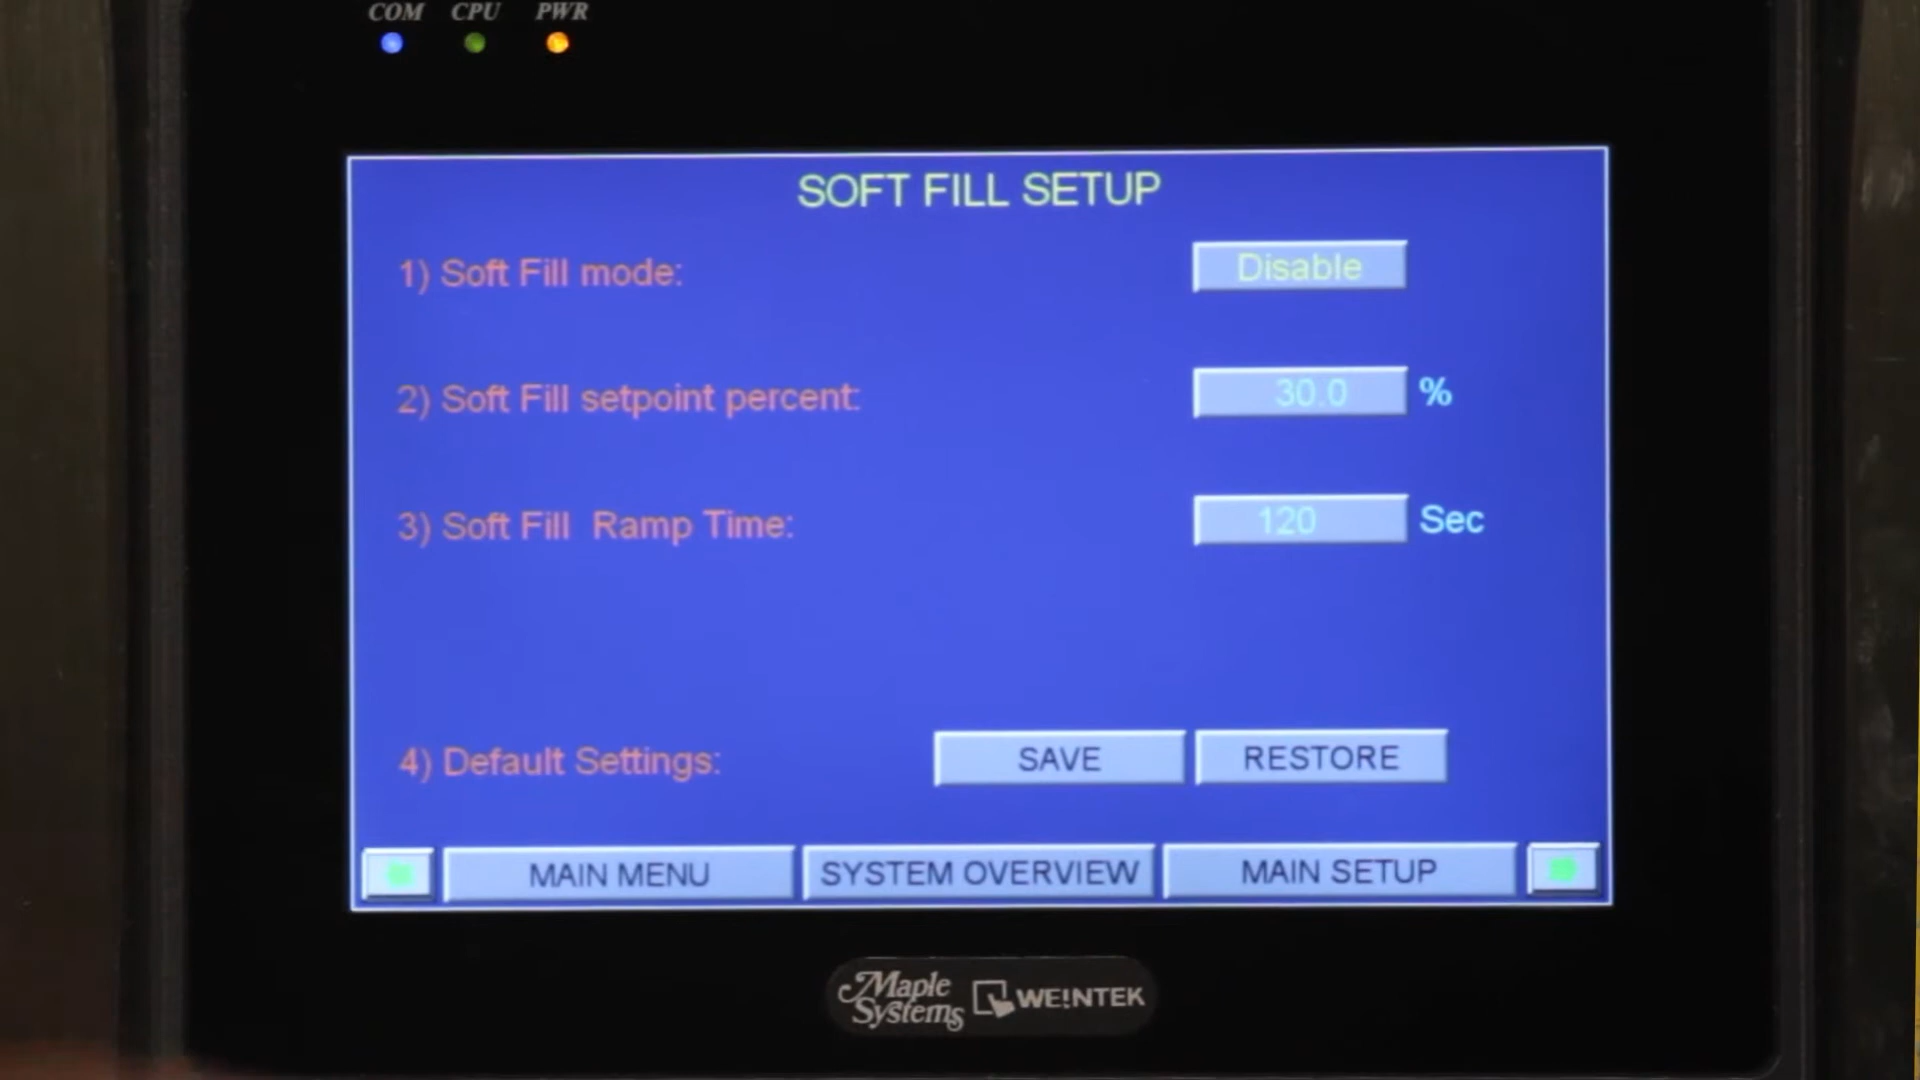 COM CPU PWR
SOFT FILL SETUP
1) Soft Fill mode: Disable
2) Soft Fill setpoint percent: 30.0 %
3) Soft Fill Ramp Time: 120 Sec
4) Default Settings: SAVE RESTORE
MAIN MENU SYSTEM OVERVIEW MAIN SETUP
Maple Systems WE!NTEK